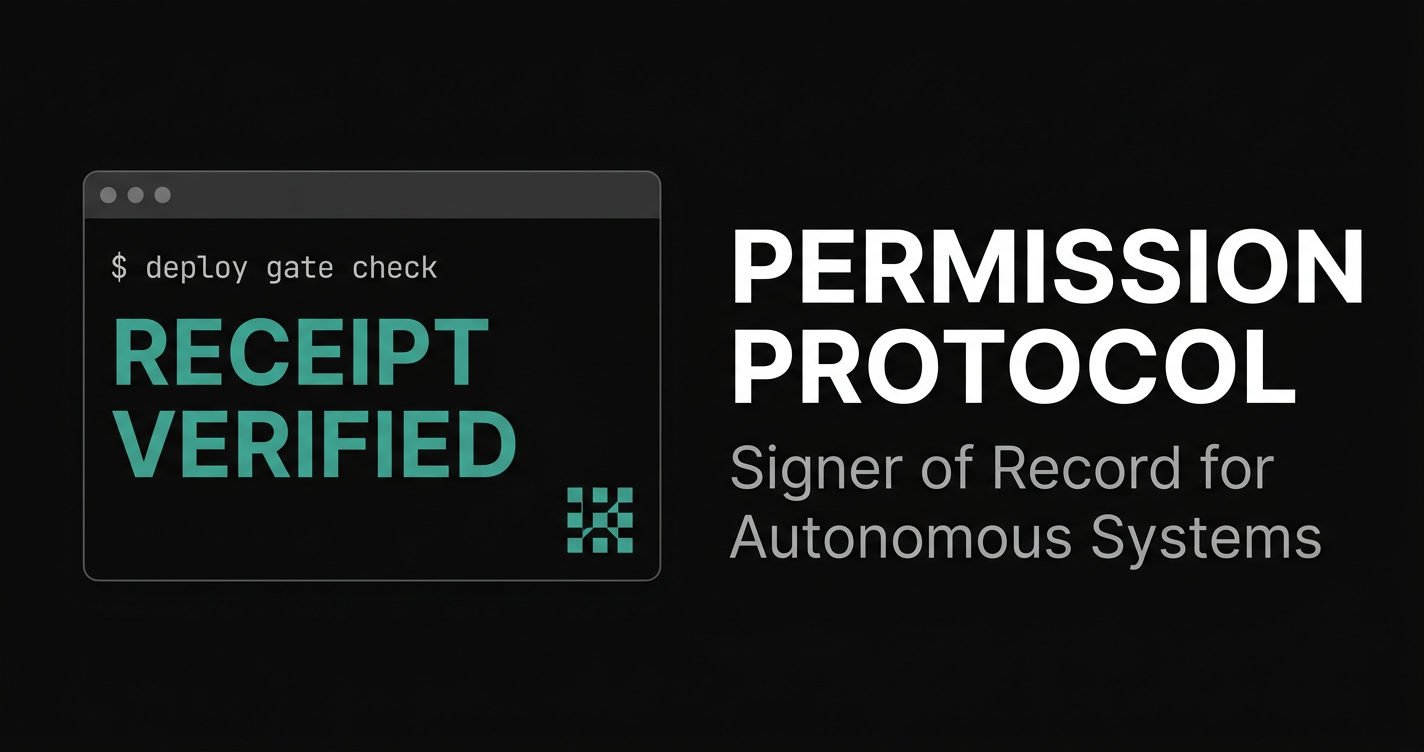 $ deploy gate check
RECEIPT
VERIFIED
PERMISSION
PROTOCOL
Signer of Record for
Autonomous Systems